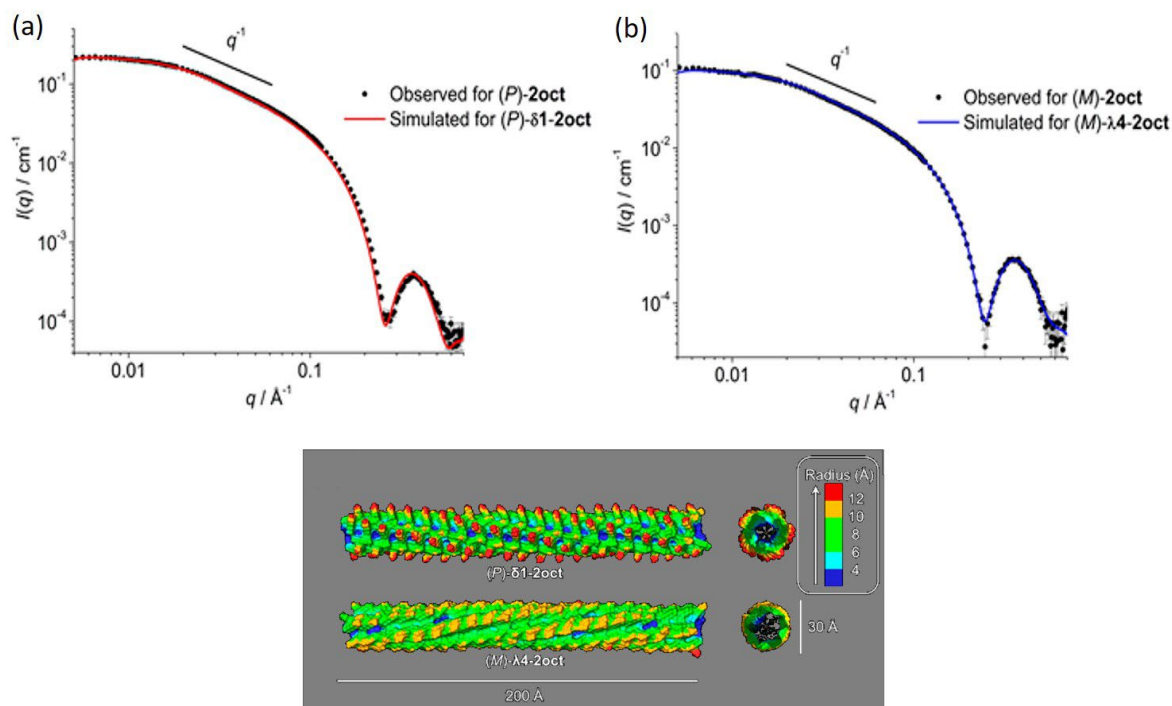 (a)
q⁻¹
Observed for (P)-2oct
Simulated for (P)-δ1-2oct
I(q) / cm⁻¹
10⁻¹
10⁻²
10⁻³
10⁻⁴
0.01 0.1
q / Å⁻¹
(b)
q⁻¹
Observed for (M)-2oct
Simulated for (M)-λ4-2oct
I(q) / cm⁻¹
10⁻¹
10⁻²
10⁻³
10⁻⁴
0.01 0.1
q / Å⁻¹
Radius (Å)
12
10
8
6
4
(P)-δ1-2oct
30 Å
(M)-λ4-2oct
200 Å